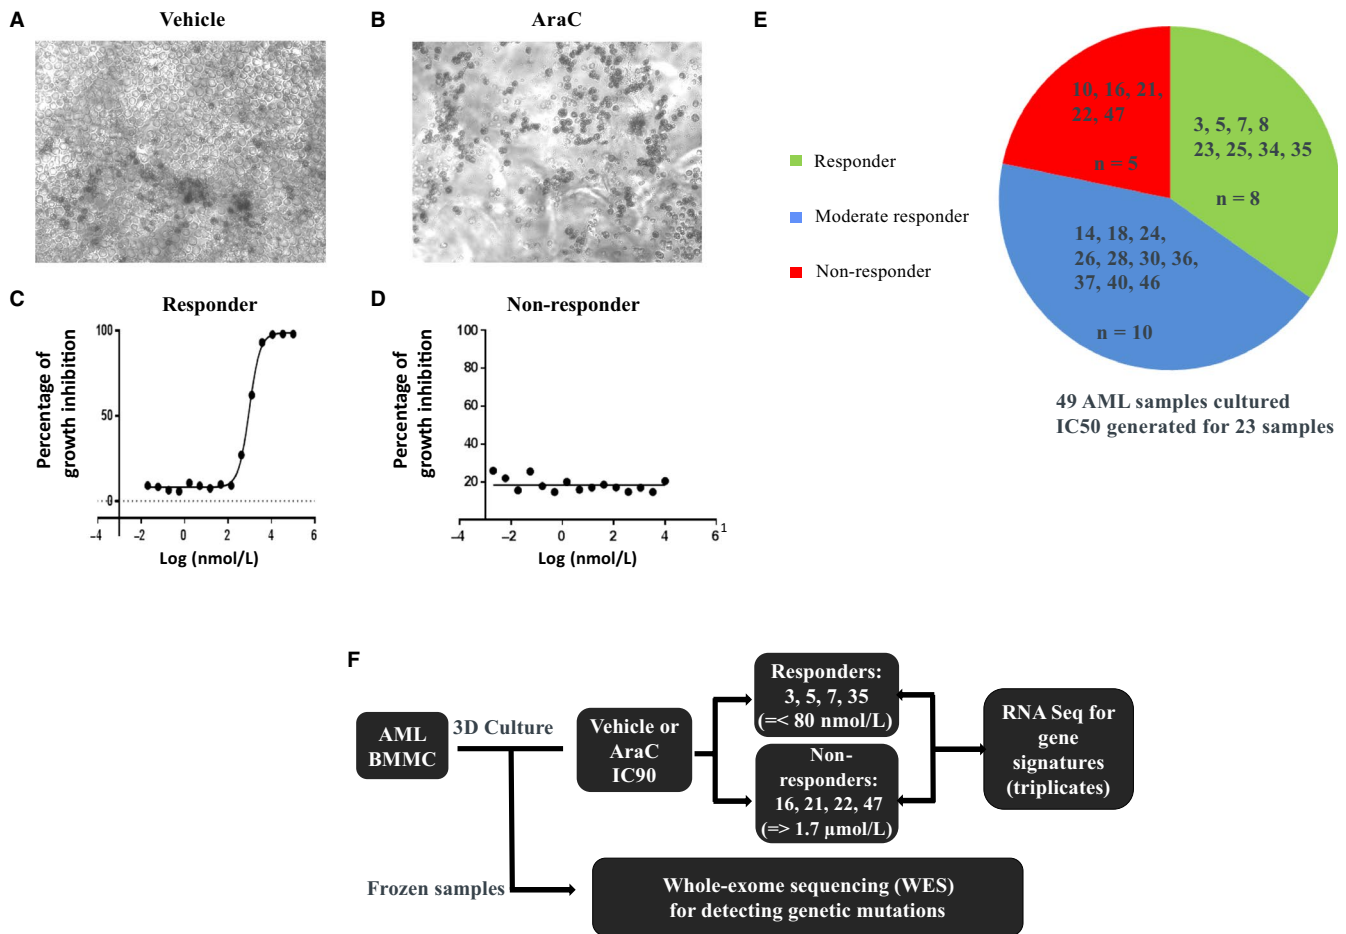 A
Vehicle
B
AraC
C
Responder
Percentage of
growth inhibition
100
50
0
−4
−2
0
2
4
6
Log (nmol/L)
D
Non-responder
Percentage of
growth inhibition
100
80
60
40
20
−4
−2
0
2
4
6
1
Log (nmol/L)
E
Responder
Moderate responder
Non-responder
10, 16, 21,
22, 47
n = 5
3, 5, 7, 8
23, 25, 34, 35
n = 8
14, 18, 24,
26, 28, 30, 36,
37, 40, 46
n = 10
49 AML samples cultured
IC50 generated for 23 samples
F
AML
BMMC
3D Culture
Vehicle or
AraC
IC90
Responders:
3, 5, 7, 35
(=< 80 nmol/L)
Non-
responders:
16, 21, 22, 47
(=> 1.7 µmol/L)
RNA Seq for
gene
signatures
(triplicates)
Frozen samples
Whole-exome sequencing (WES)
for detecting genetic mutations